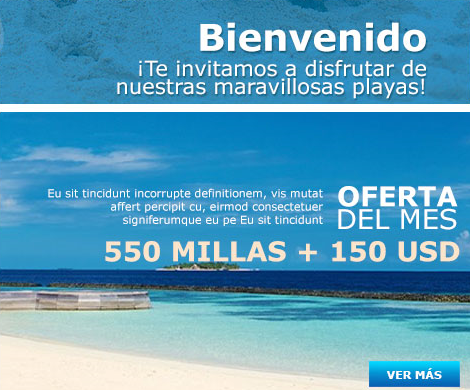 Bienvenido
¡Te invitamos a disfrutar de
nuestras maravillosas playas!
Eu sit tincidunt incorrupte definitionem, vis mutat
affert percipit cu, eirmod consectetuer
signiferumque eu pe Eu sit tincidunt
OFERTA
DEL MES
550 MILLAS + 150 USD
VER MÁS